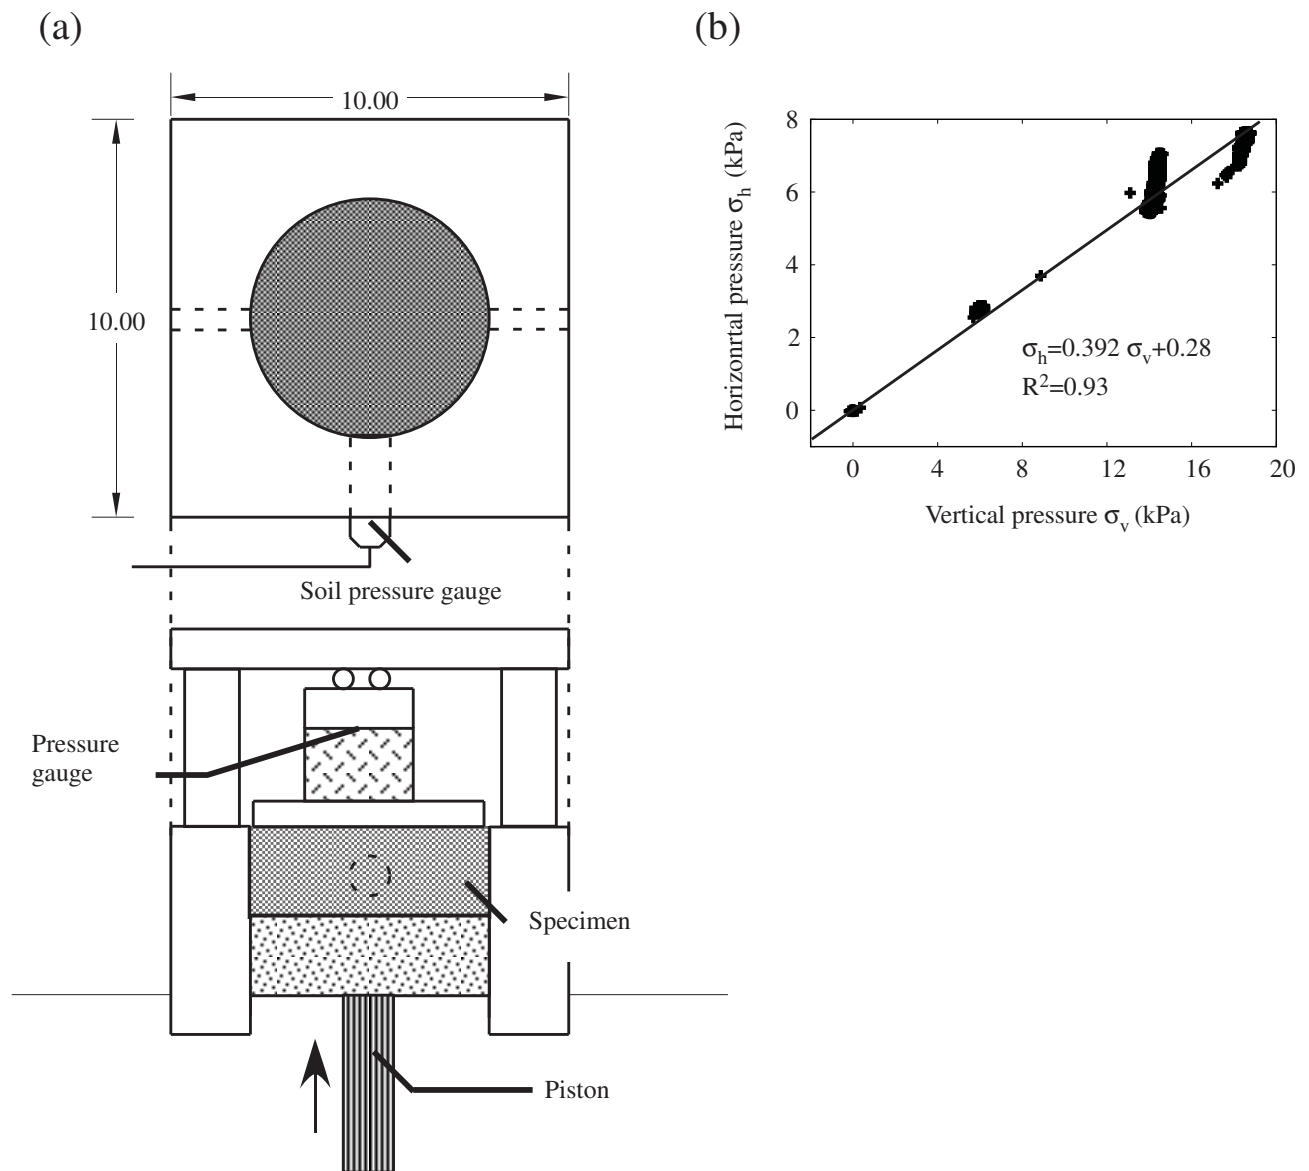 (a)
10.00
10.00
Soil pressure gauge
Pressure
gauge
Specimen
Piston
(b)
Horizonrtal pressure σh (kPa)
8
6
4
2
0
σh=0.392 σv+0.28
R²=0.93
0 4 8 12 16 20
Vertical pressure σv (kPa)